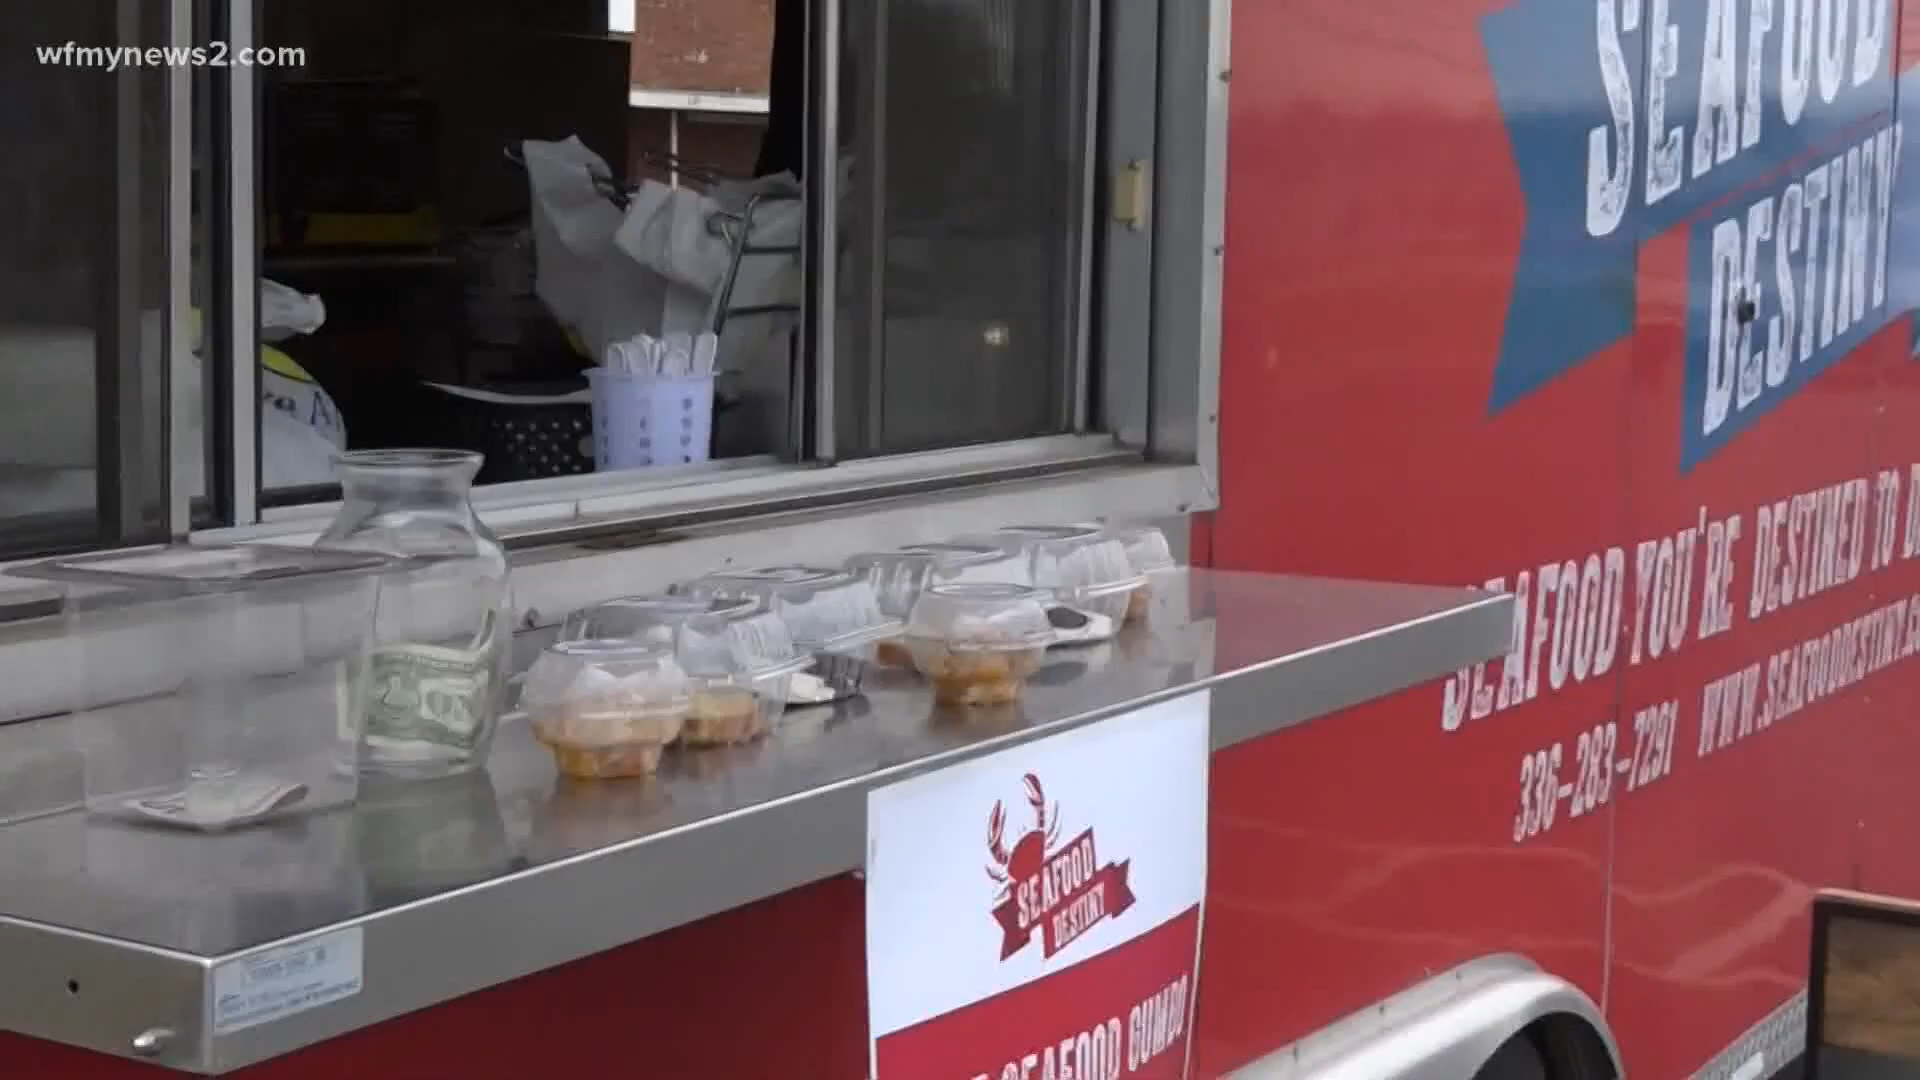 wfmynews2.com
SEAFOOD
DESTINY
SEAFOOD YOU'RE DESTINED TO
336-283-7291 WWW.SEAFOODDESTINY.
SEAFOOD
DESTINY
SEAFOOD GUMBO